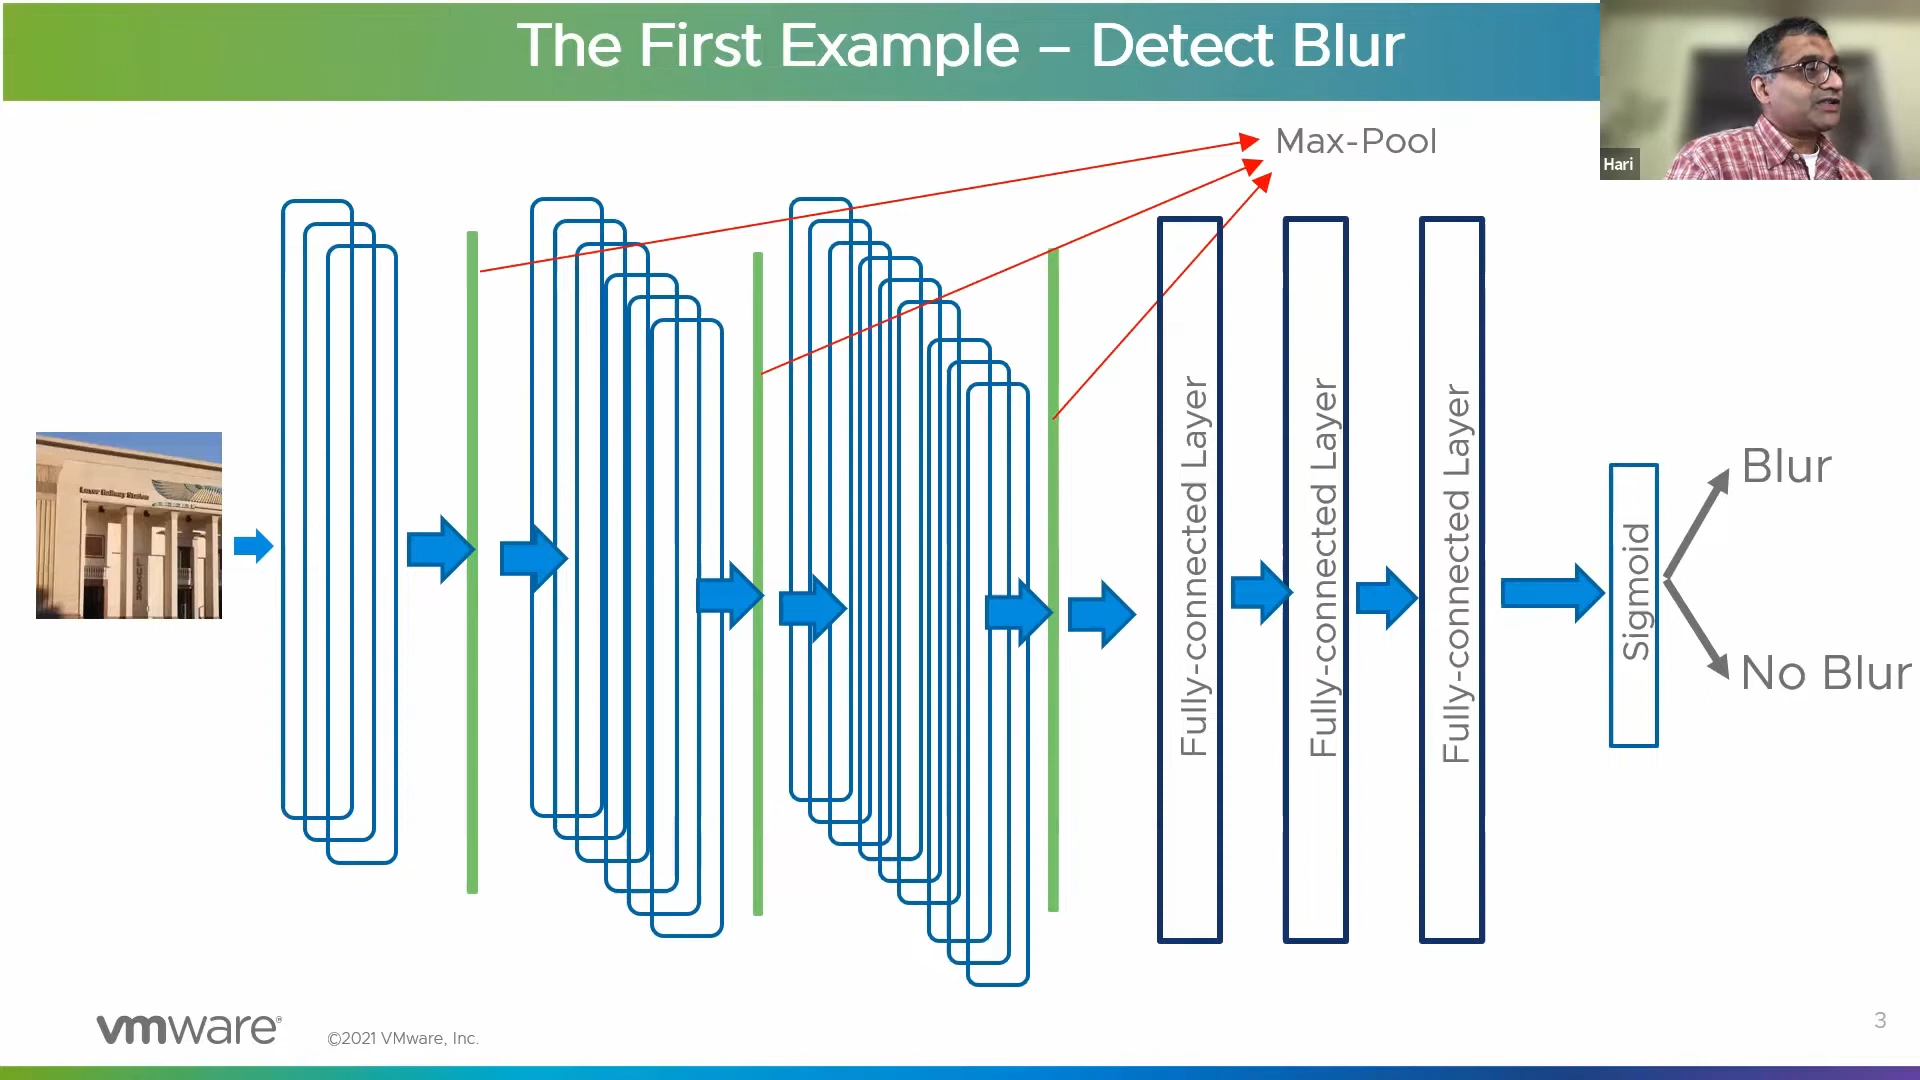 The First Example – Detect Blur
Hari
Max-Pool
Fully-connected Layer
Fully-connected Layer
Fully-connected Layer
Sigmoid
Blur
No Blur
vmware®
©2021 VMware, Inc.
3